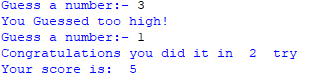 Guess a number:- 3
You Guessed too high!
Guess a number:- 1
Congratulations you did it in  2  try
Your score is:  5